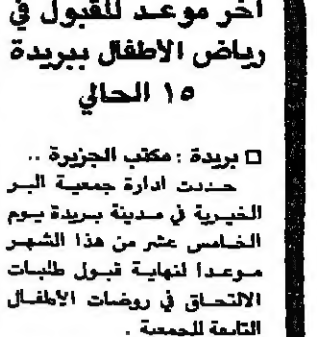 آخر موعد للقبول في
رياض الأطفال ببريدة
١٥ الحالي
□ بريدة : مكتب الجزيرة ..
حددت ادارة جمعية البر
الخيرية في مدينة بريدة يوم
الخامس عشر من هذا الشهر
موعدا لنهاية قبول طلبات
الالتحاق في روضات الأطفال
التابعة للجمعية .